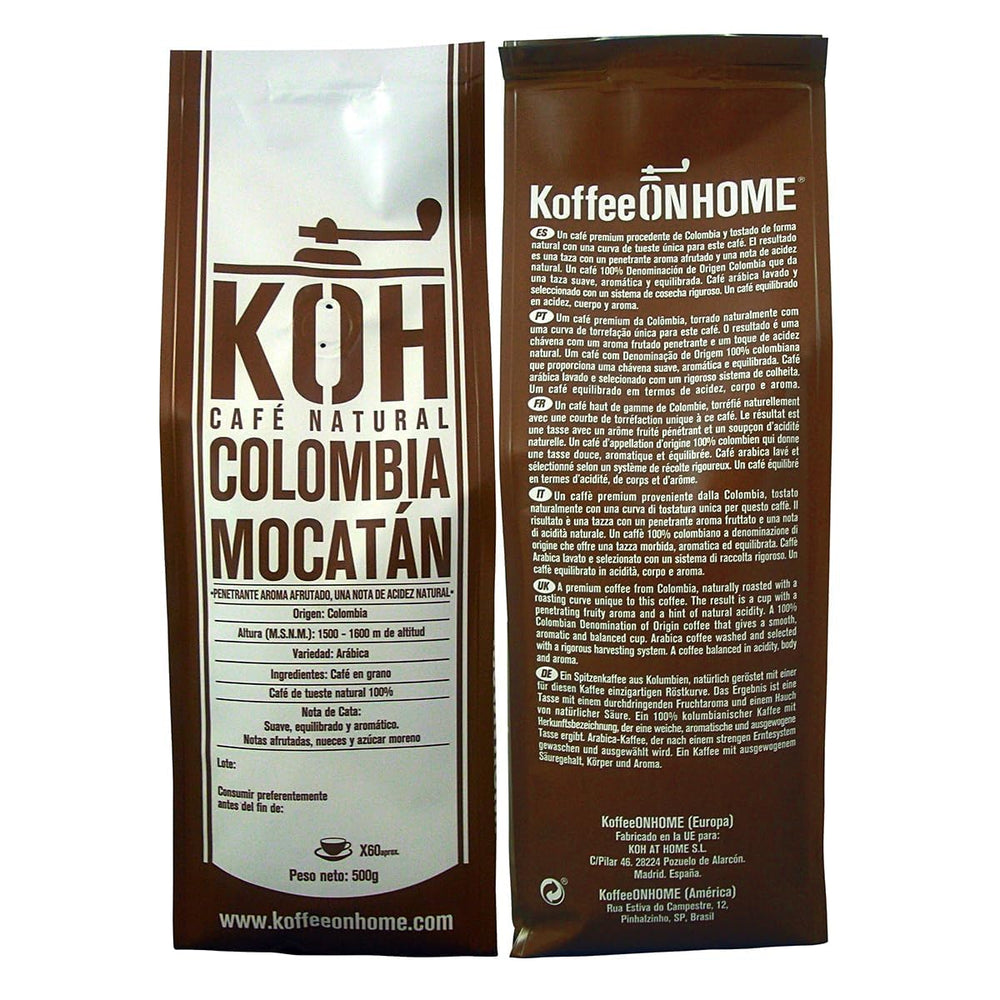 KOH
CAFÉ NATURAL
COLOMBIA
MOCATÁN
•PENETRANTE AROMA AFRUTADO, UNA NOTA DE ACIDEZ NATURAL•
Origen: Colombia
Altura (M.S.N.M.): 1500 - 1600 m de altitud
Variedad: Arábica
Ingredientes: Café en grano
Café de tueste natural 100%
Nota de Cata:
Suave, equilibrado y aromático.
Notas afrutadas, nueces y azúcar moreno
Lote:
Consumir preferentemente
antes del fin de:
X60aprox.
Peso neto: 500g
www.koffeeonhome.com
KoffeeONHOME®
ES Un café premium procedente de Colombia y tostado de forma
natural con una curva de tueste única para este café. El resultado
es una taza con un penetrante aroma afrutado y una nota de acidez
natural. Un café 100% Denominación de Origen Colombia que da
una taza suave, aromática y equilibrada. Café arábica lavado y
seleccionado con un sistema de cosecha riguroso. Un café equilibrado
en acidez, cuerpo y aroma.
PT Um café premium da Colômbia, torrado naturalmente com
uma curva de torrefação única para este café. O resultado é uma
chávena com um aroma frutado penetrante e um toque de acidez
natural. Um café com Denominação de Origem 100% colombiana
que proporciona uma chávena suave, aromática e equilibrada. Café
arábica lavado e selecionado com um rigoroso sistema de colheita.
Um café equilibrado em termos de acidez, corpo e aroma.
FR Un café haut de gamme de Colombie, torréfié naturellement
avec une courbe de torréfaction unique à ce café. Le résultat est
une tasse avec un arôme fruité pénétrant et un soupçon d'acidité
naturelle. Un café d'appellation d'origine 100% colombien qui donne
une tasse douce, aromatique et équilibrée. Café arabica lavé et
sélectionné selon un système de récolte rigoureux. Un café équilibré
en termes d'acidité, de corps et d'arôme.
IT Un caffè premium proveniente dalla Colombia, tostato
naturalmente con una curva di tostatura unica per questo caffè. Il
risultato è una tazza con un penetrante aroma fruttato e una nota
di acidità naturale. Un caffè 100% colombiano a denominazione di
origine che offre una tazza morbida, aromatica ed equilibrata. Caffè
Arabica lavato e selezionato con un sistema di raccolta rigoroso. Un
caffè equilibrato in acidità, corpo e aroma.
UK A premium coffee from Colombia, naturally roasted with a
roasting curve unique to this coffee. The result is a cup with a
penetrating fruity aroma and a hint of natural acidity. A 100%
Colombian Denomination of Origin coffee that gives a smooth,
aromatic and balanced cup. Arabica coffee washed and selected
with a rigorous harvesting system. A coffee balanced in acidity, body
and aroma.
DE Ein Spitzenkaffee aus Kolumbien, natürlich geröstet mit einer
für diesen Kaffee einzigartigen Röstkurve. Das Ergebnis ist eine
Tasse mit einem durchdringenden Fruchtaroma und einem Hauch
von natürlicher Säure. Ein 100% kolumbianischer Kaffee mit
Herkunftsbezeichnung, der eine weiche, aromatische und ausgewogene
Tasse ergibt. Arabica-Kaffee, der nach einem strengen Erntesystem
gewaschen und ausgewählt wird. Ein Kaffee mit ausgewogenem
Säuregehalt, Körper und Aroma.
KoffeeONHOME (Europa)
Fabricado en la UE para:
KOH AT HOME S.L.
C/Pilar 46. 28224 Pozuelo de Alarcón.
Madrid. España.
KoffeeONHOME (América)
Rua Estiva do Campestre, 12,
Pinhalzinho, SP, Brasil